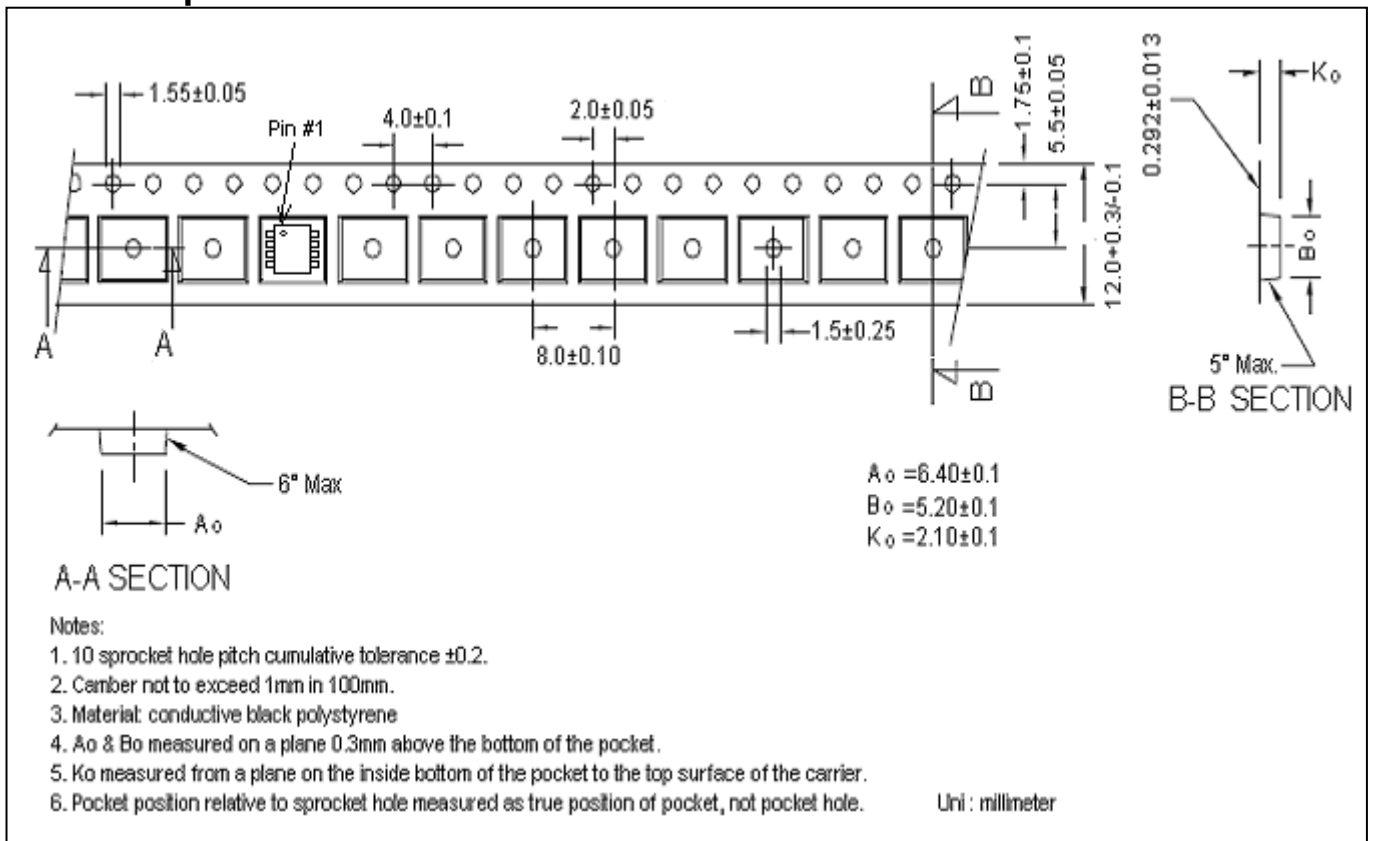 1.55±0.05
Pin #1
4.0±0.1
2.0±0.05
B
1.75±0.1
5.5±0.05
0.292±0.013
Ko
12.0+0.3/-0.1
Bo
A
A
8.0±0.10
1.5±0.25
B
5° Max.
B-B SECTION
6° Max
Ao
A-A SECTION
Ao =6.40±0.1
Bo =5.20±0.1
Ko =2.10±0.1
Notes:
1. 10 sprocket hole pitch cumulative tolerance ±0.2.
2. Camber not to exceed 1mm in 100mm.
3. Material: conductive black polystyrene
4. Ao & Bo measured on a plane 0.3mm above the bottom of the pocket.
5. Ko measured from a plane on the inside bottom of the pocket to the top surface of the carrier.
6. Pocket position relative to sprocket hole measured as true position of pocket, not pocket hole.
Uni : millimeter